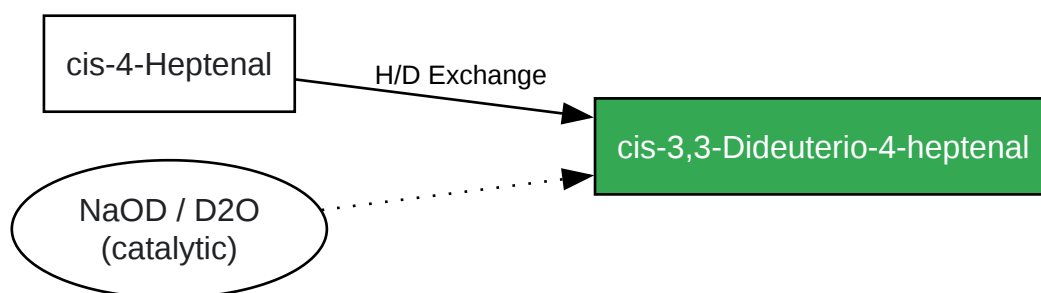 cis-4-Heptenal
H/D Exchange
cis-3,3-Dideuterio-4-heptenal
NaOD / D2O
(catalytic)